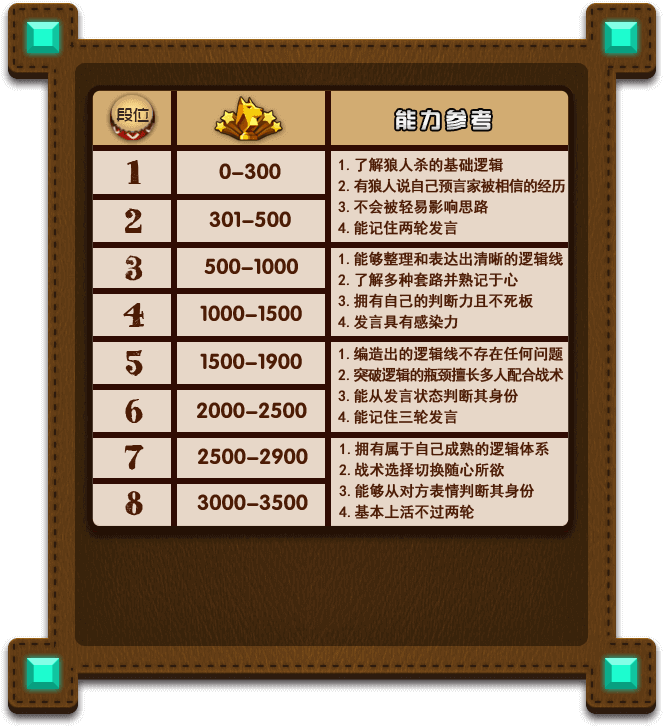 段位
能力参考
1
0-300
2
301-500
1.了解狼人杀的基础逻辑
2.有狼人说自己预言家被相信的经历
3.不会被轻易影响思路
4.能记住两轮发言
3
500-1000
4
1000-1500
1.能够整理和表达出清晰的逻辑线
2.了解多种套路并熟记于心
3.拥有自己的判断力且不死板
4.发言具有感染力
5
1500-1900
6
2000-2500
1.编造出的逻辑线不存在任何问题
2.突破逻辑的瓶颈擅长多人配合战术
3.能从发言状态判断其身份
4.能记住三轮发言
7
2500-2900
8
3000-3500
1.拥有属于自己成熟的逻辑体系
2.战术选择切换随心所欲
3.能够从对方表情判断其身份
4.基本上活不过两轮